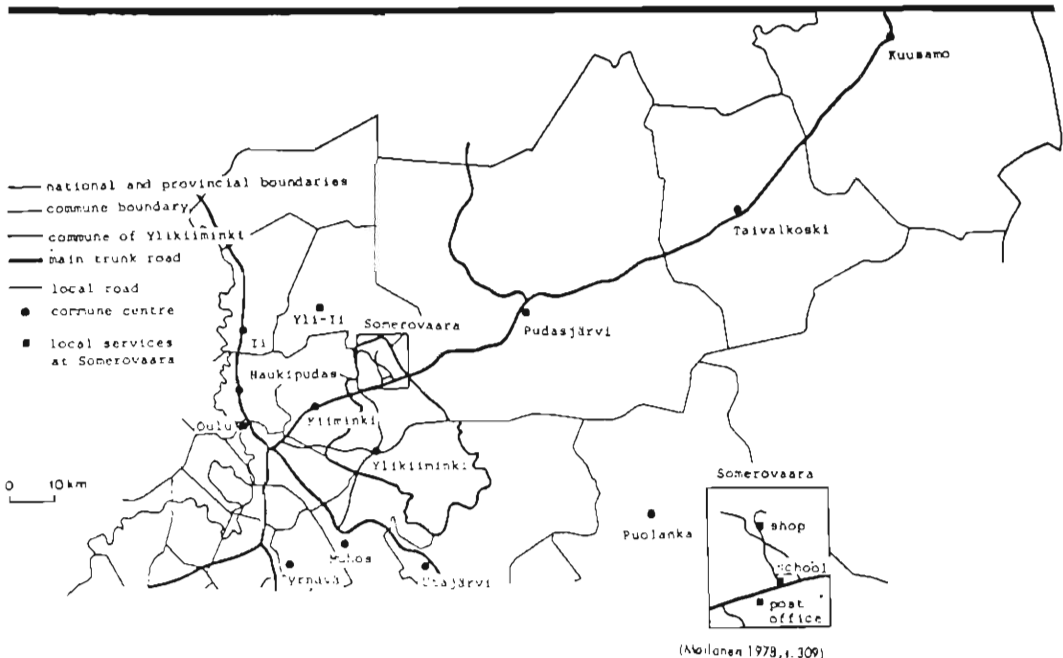 national and provincial boundaries
commune boundary
commune of Ylikiiminki
main trunk road
local road
commune centre
local services
at Somerovaara
0 10 km
Kuusamo
Taivalkoski
Pudasjärvi
Yli-Ii
Somerovaara
Ii
Haukipudas
Kiiminki
Oulu
Ylikiiminki
Muhos
Tyrnävä
Utajärvi
Puolanka
Somerovaara
shop
school
post
office
(Moilanen 1978, s. 309)